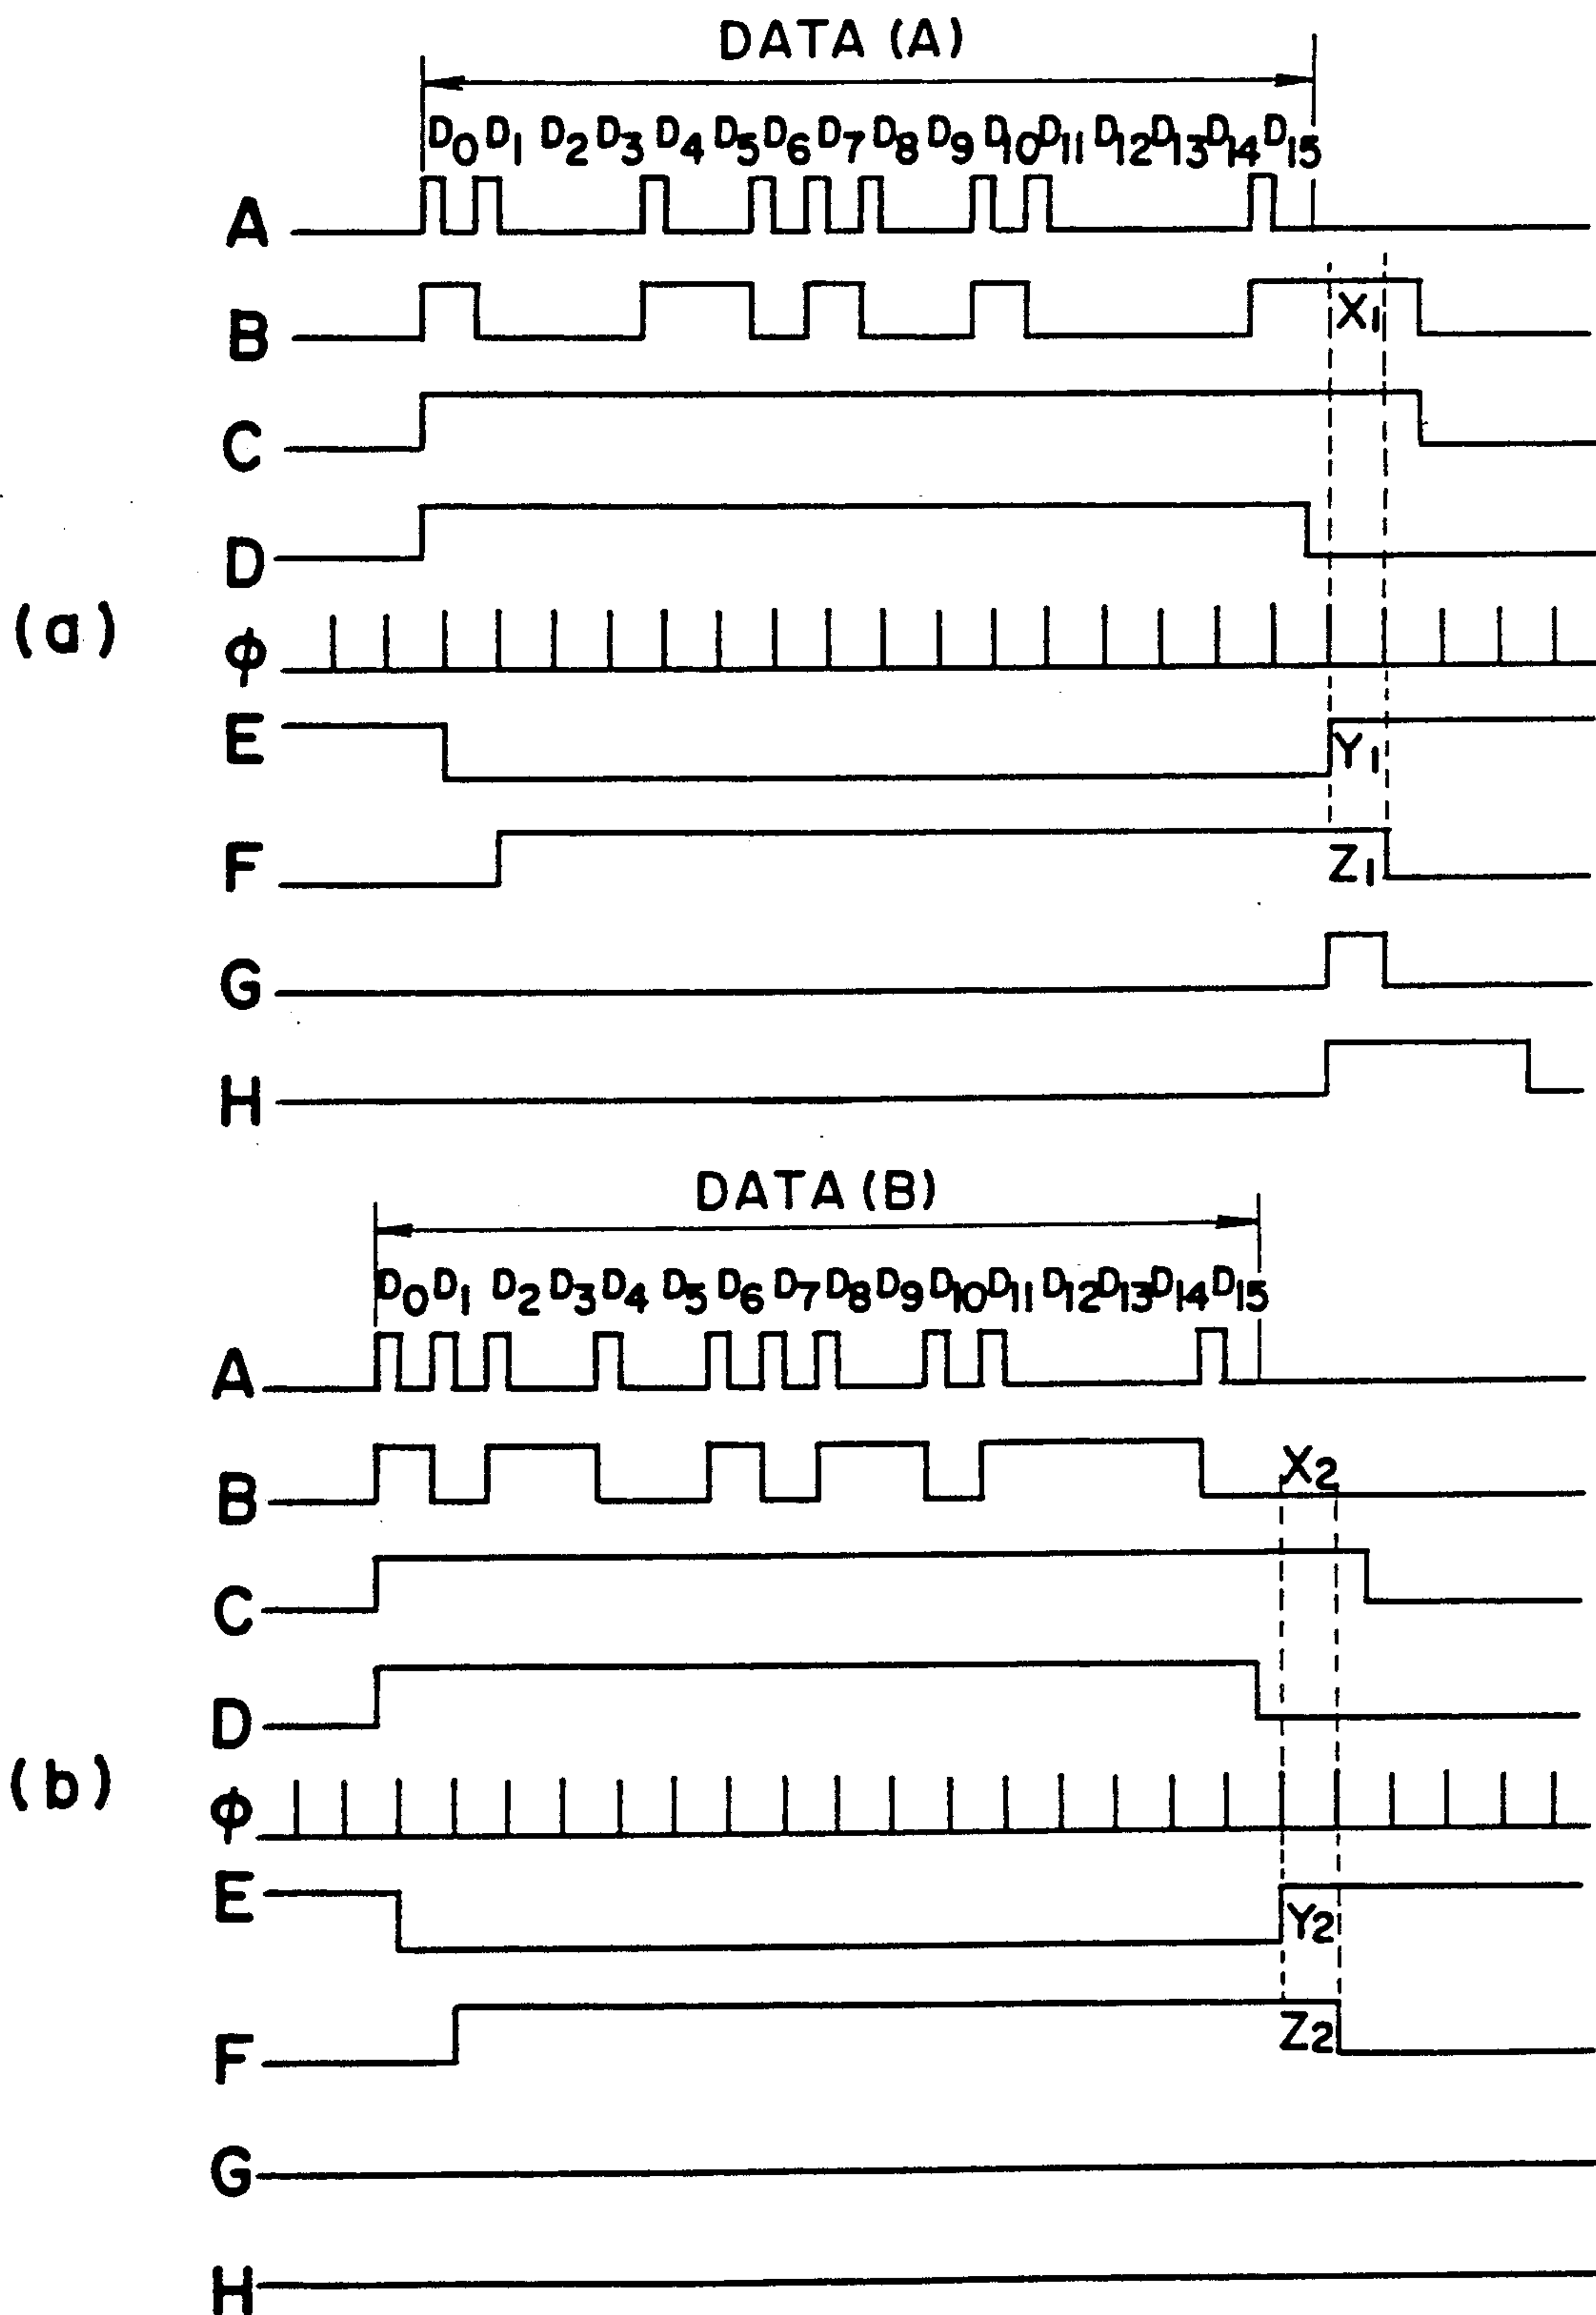 DATA (A)
D0 D1 D2 D3 D4 D5 D6 D7 D8 D9 D10 D11 D12 D13 D14 D15
A
B X1
C
D
(a)
ϕ
E Y1
F Z1
G
H
DATA (B)
D0 D1 D2 D3 D4 D5 D6 D7 D8 D9 D10 D11 D12 D13 D14 D15
A
B X2
C
D
(b)
ϕ
E Y2
F Z2
G
H